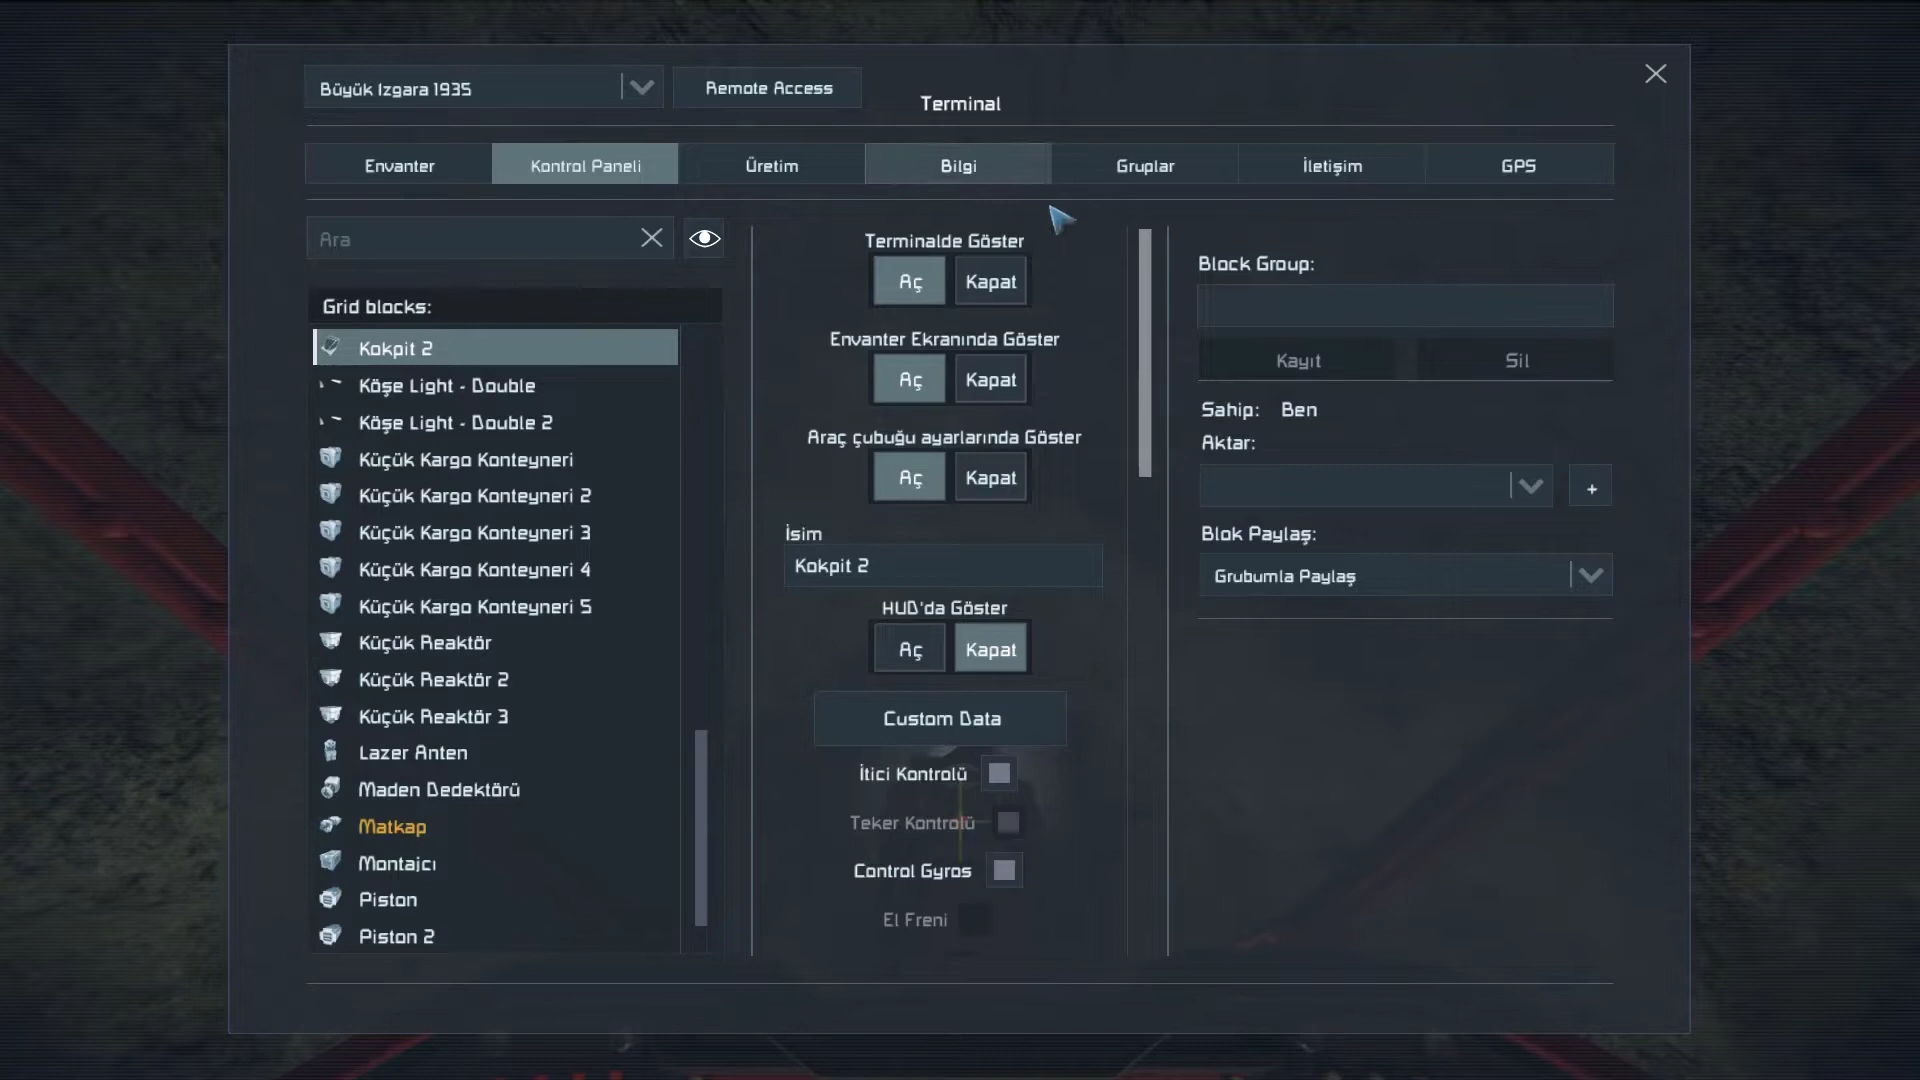 Büyük Izgara 1935
Remote Access
Terminal
Envanter
Kontrol Paneli
Üretim
Bilgi
Gruplar
İletişim
GPS
Ara
Grid blocks:
Kokpit 2
Köşe Light - Double
Köşe Light - Double 2
Küçük Kargo Konteyneri
Küçük Kargo Konteyneri 2
Küçük Kargo Konteyneri 3
Küçük Kargo Konteyneri 4
Küçük Kargo Konteyneri 5
Küçük Reaktör
Küçük Reaktör 2
Küçük Reaktör 3
Lazer Anten
Maden Dedektörü
Matkap
Montajcı
Piston
Piston 2
Terminalde Göster
Aç Kapat
Envanter Ekranında Göster
Aç Kapat
Araç çubuğu ayarlarında Göster
Aç Kapat
İsim
Kokpit 2
HUD'da Göster
Aç Kapat
Custom Data
İtici Kontrolü
Teker Kontrolü
Control Gyros
El Freni
Block Group:
Kayıt Sil
Sahip: Ben
Aktar:
+
Blok Paylaş:
Grubumla Paylaş